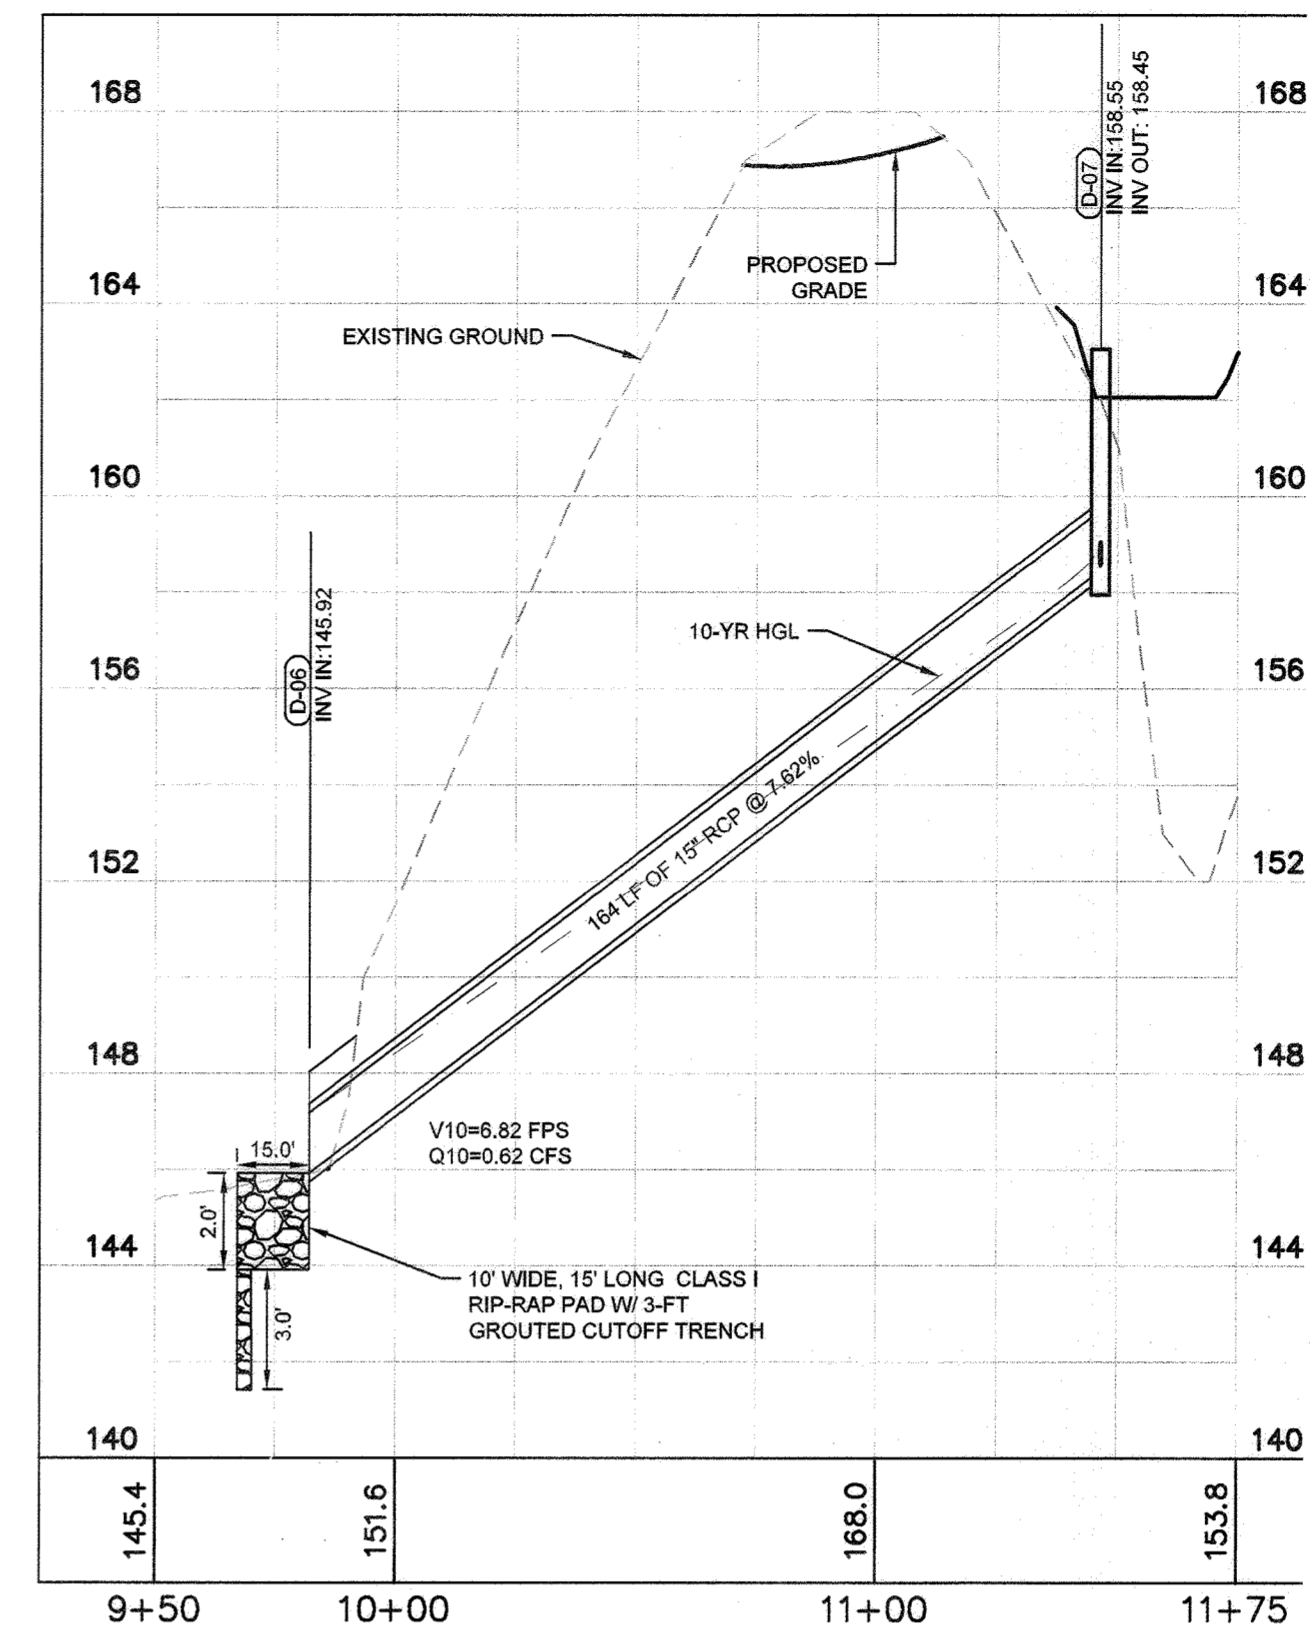 168
168
D-07
INV IN:158.55
INV OUT: 158.45
PROPOSED
GRADE
164
164
EXISTING GROUND
160
160
10-YR HGL
D-06
INV IN:145.92
156
156
164 LF OF 15" RCP @ 7.62%
152
152
148
148
V10=6.82 FPS
Q10=0.62 CFS
15.0'
2.0'
144
144
10' WIDE, 15' LONG CLASS I
RIP-RAP PAD W/ 3-FT
GROUTED CUTOFF TRENCH
3.0'
140
140
145.4
151.6
168.0
153.8
9+50
10+00
11+00
11+75